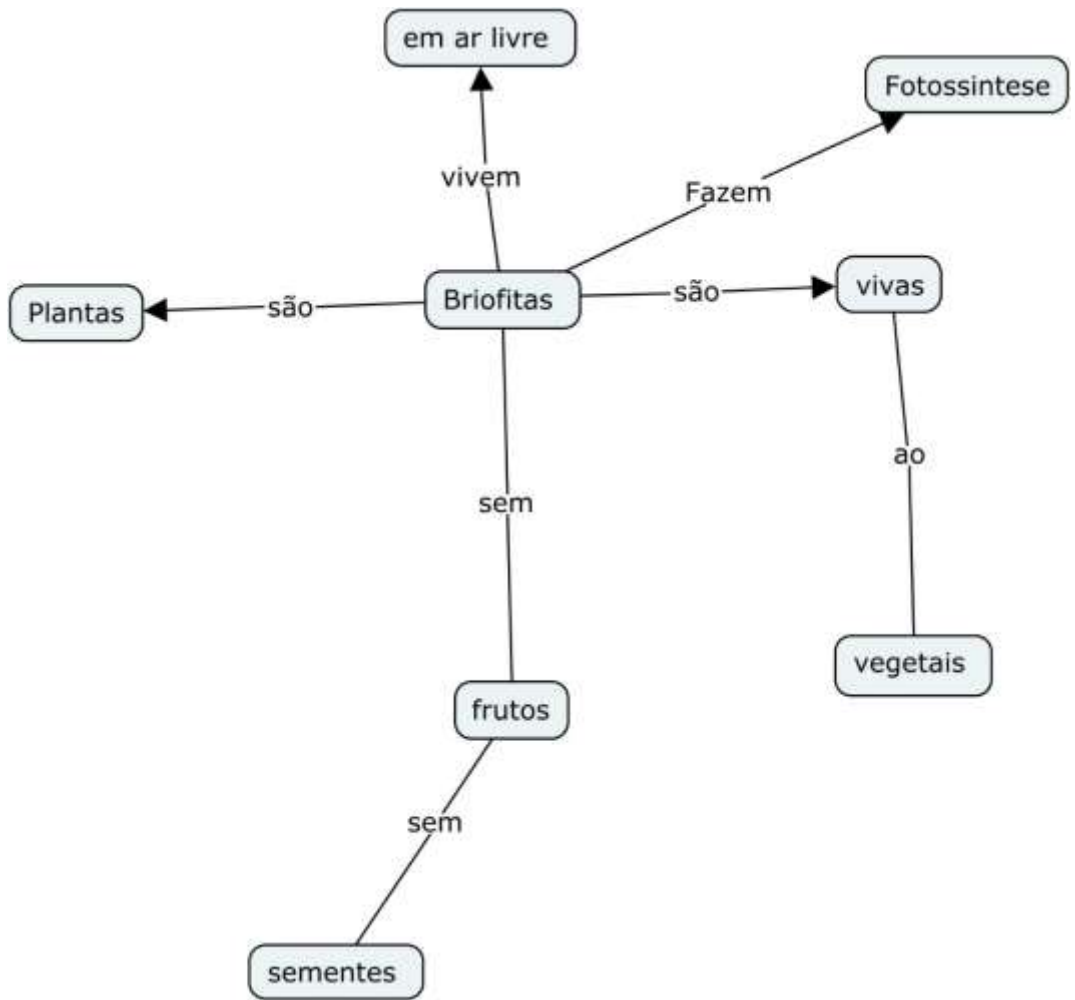 em ar livre
Fotossintese
vivem
Fazem
Plantas
são
Briofitas
são
vivas
ao
sem
vegetais
frutos
sem
sementes